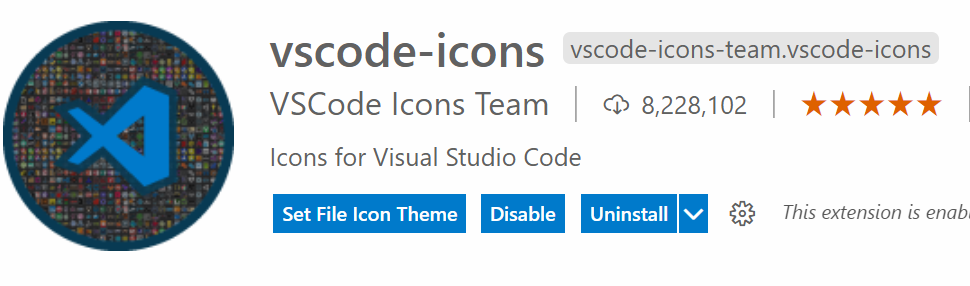 vscode-icons vscode-icons-team.vscode-icons
VSCode Icons Team 8,228,102
Icons for Visual Studio Code
Set File Icon Theme Disable Uninstall This extension is